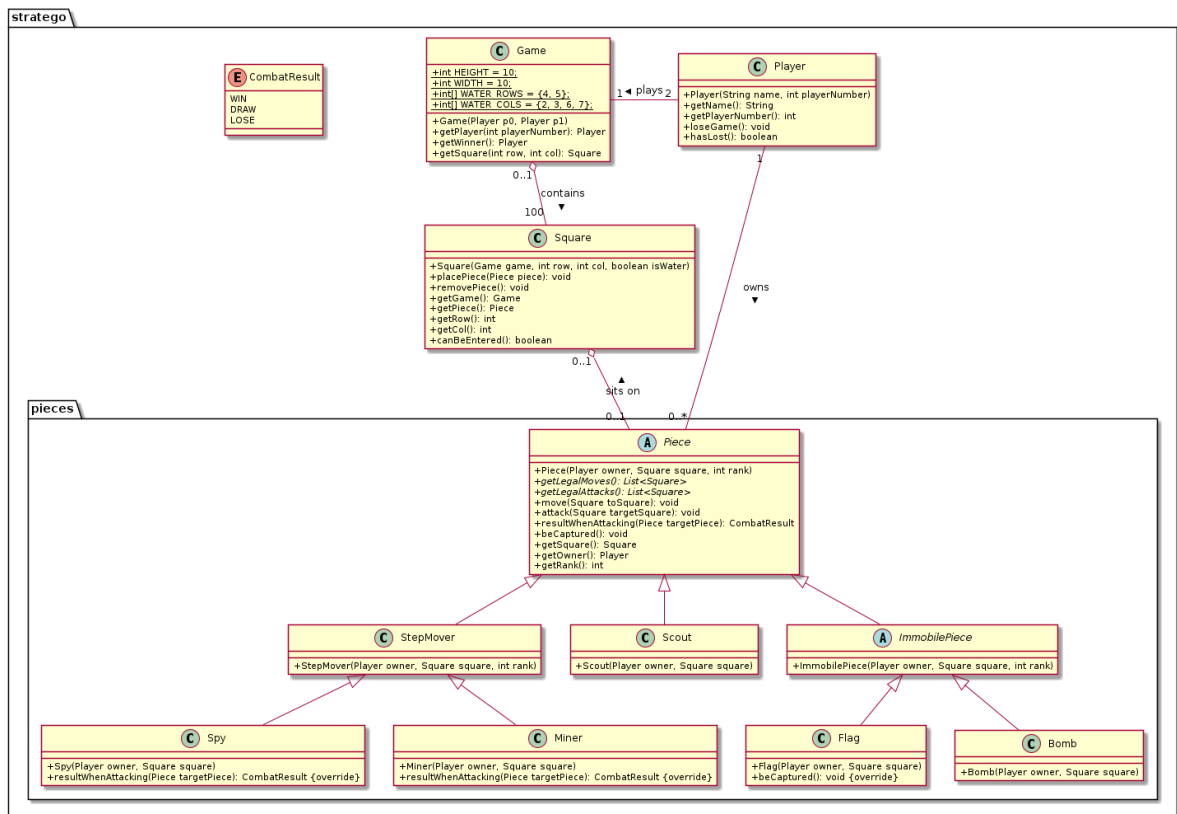 stratego
C Game
+int HEIGHT = 10;
+int WIDTH = 10;
+int[] WATER_ROWS = {4, 5};
+int[] WATER_COLS = {2, 3, 6, 7};
+Game(Player p0, Player p1)
+getPlayer(int playerNumber): Player
+getWinner(): Player
+getSquare(int row, int col): Square
1 ◄ plays 2
C Player
+Player(String name, int playerNumber)
+getName(): String
+getPlayerNumber(): int
+loseGame(): void
+hasLost(): boolean
E CombatResult
WIN
DRAW
LOSE
0..1
contains
▼
100
1
C Square
+Square(Game game, int row, int col, boolean isWater)
+placePiece(Piece piece): void
+removePiece(): void
+getGame(): Game
+getPiece(): Piece
+getRow(): int
+getCol(): int
+canBeEntered(): boolean
owns
▼
0..1
▲
sits on
0..1
0..*
pieces
A Piece
+Piece(Player owner, Square square, int rank)
+getLegalMoves(): List<Square>
+getLegalAttacks(): List<Square>
+move(Square toSquare): void
+attack(Square targetSquare): void
+resultWhenAttacking(Piece targetPiece): CombatResult
+beCaptured(): void
+getSquare(): Square
+getOwner(): Player
+getRank(): int
C StepMover
+StepMover(Player owner, Square square, int rank)
C Scout
+Scout(Player owner, Square square)
A ImmobilePiece
+ImmobilePiece(Player owner, Square square, int rank)
C Spy
+Spy(Player owner, Square square)
+resultWhenAttacking(Piece targetPiece): CombatResult {override}
C Miner
+Miner(Player owner, Square square)
+resultWhenAttacking(Piece targetPiece): CombatResult {override}
C Flag
+Flag(Player owner, Square square)
+beCaptured(): void {override}
C Bomb
+Bomb(Player owner, Square square)